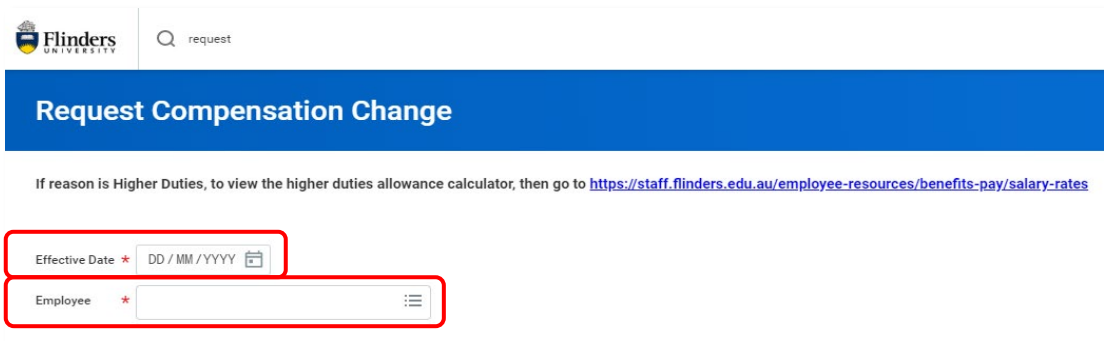 Flinders
UNIVERSITY
request
Request Compensation Change
If reason is Higher Duties, to view the higher duties allowance calculator, then go to https://staff.flinders.edu.au/employee-resources/benefits-pay/salary-rates
Effective Date * DD / MM / YYYY
Employee *